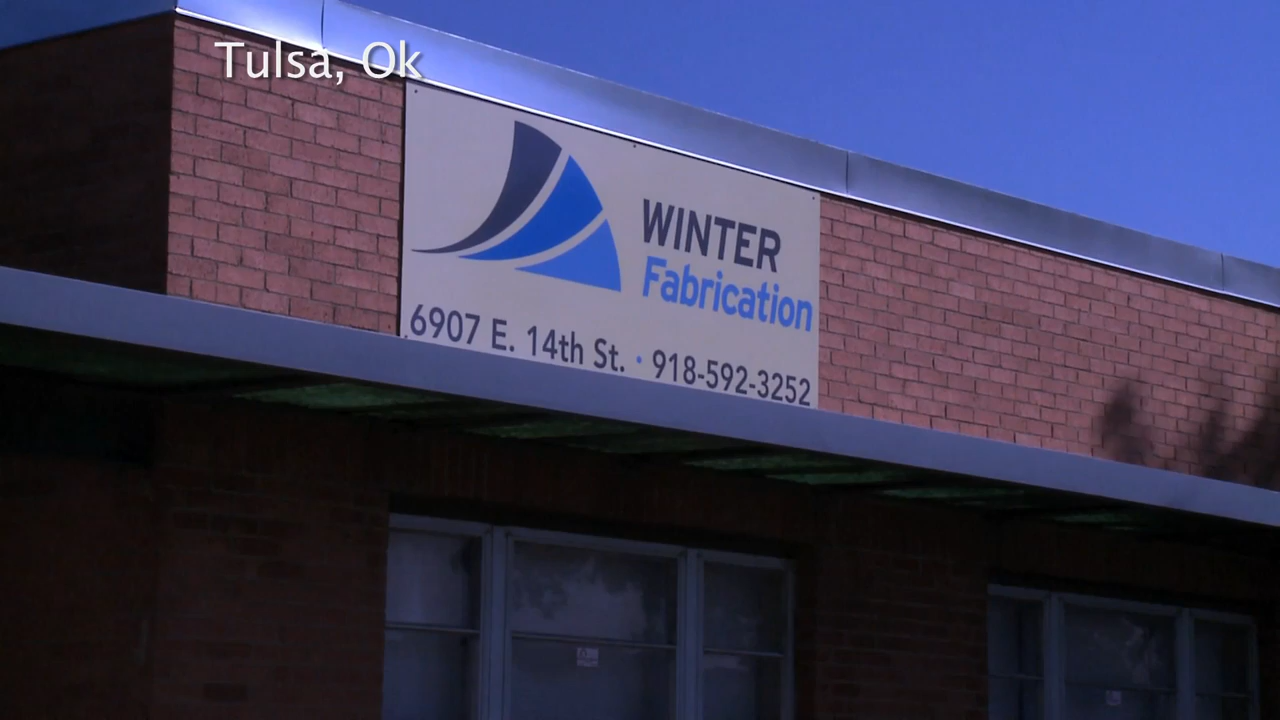 Tulsa, Ok
WINTER
Fabrication
6907 E. 14th St. · 918-592-3252